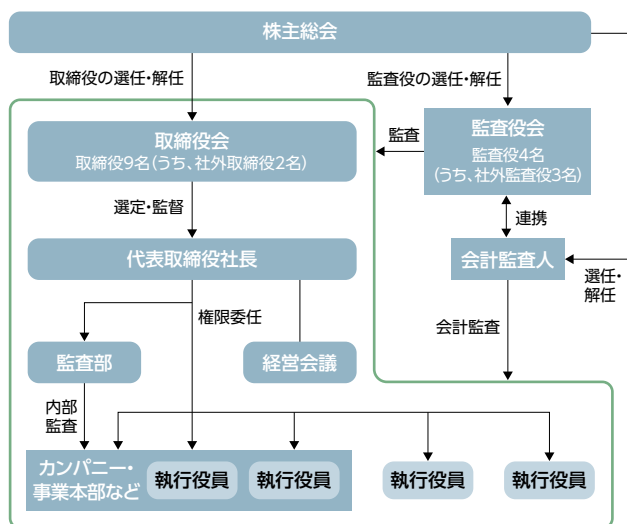 株主総会
取締役の選任・解任
監査役の選任・解任
取締役会
取締役9名(うち、社外取締役2名)
監査
監査役会
監査役4名
(うち、社外監査役3名)
選定・監督
連携
代表取締役社長
会計監査人
選任・
解任
権限委任
会計監査
監査部
経営会議
内部
監査
カンパニー・
事業本部など
執行役員
執行役員
執行役員
執行役員